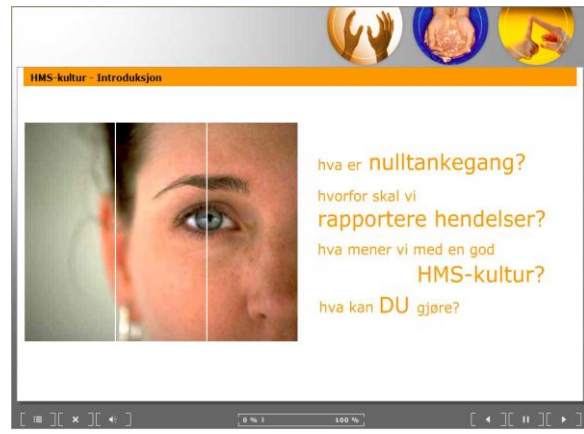 HMS-kultur - Introduksjon
hva er nulltankegang?
hvorfor skal vi
rapportere hendelser?
hva mener vi med en god
HMS-kultur?
hva kan DU gjøre?
0 %
100 %